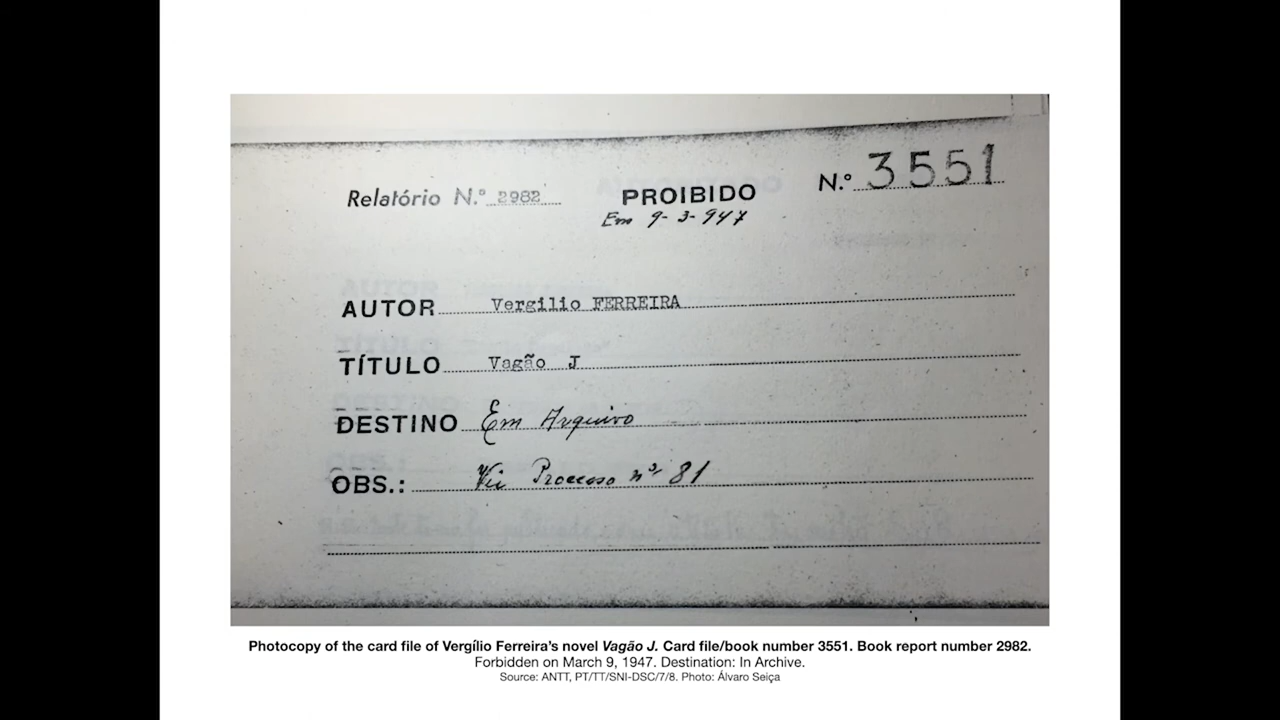 Relatório N.º 2982 PROIBIDO N.º 3551
Em 9-3-947
AUTOR Vergilio FERREIRA
TÍTULO Vagão J
DESTINO Em Arquivo
OBS.: Processo nº 81
Photocopy of the card file of Vergílio Ferreira’s novel Vagão J. Card file/book number 3551. Book report number 2982.
Forbidden on March 9, 1947. Destination: In Archive.
Source: ANTT, PT/TT/SNI-DSC/7/8. Photo: Álvaro Seiça